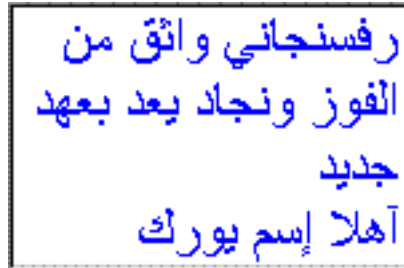 رفسنجاني واثق من
الفوز ونجاد يعد بعهد
جديد
آهلا إسم يورك